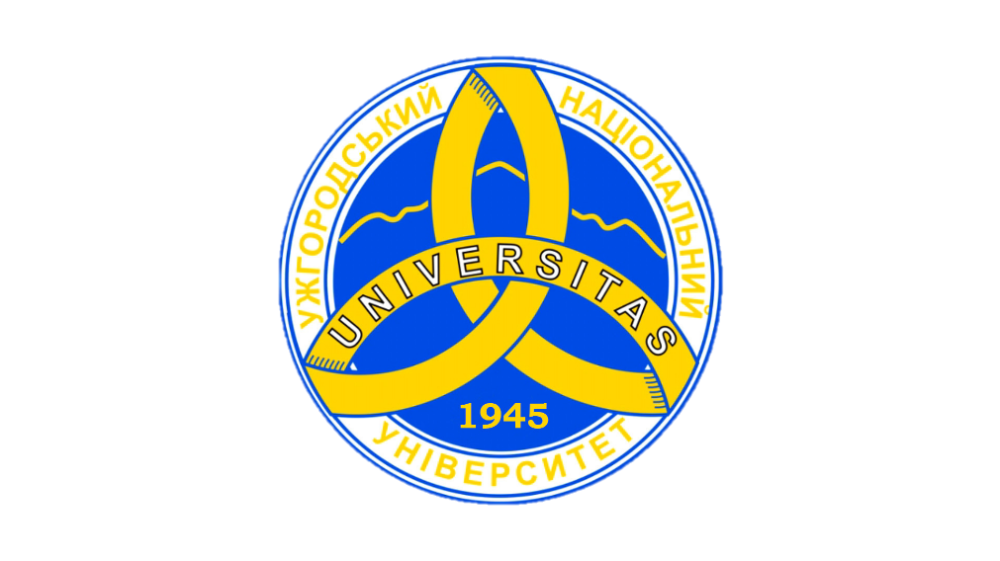 УЖГОРОДСЬКИЙ
НАЦІОНАЛЬНИЙ
УНІВЕРСИТЕТ
UNIVERSITAS
1945